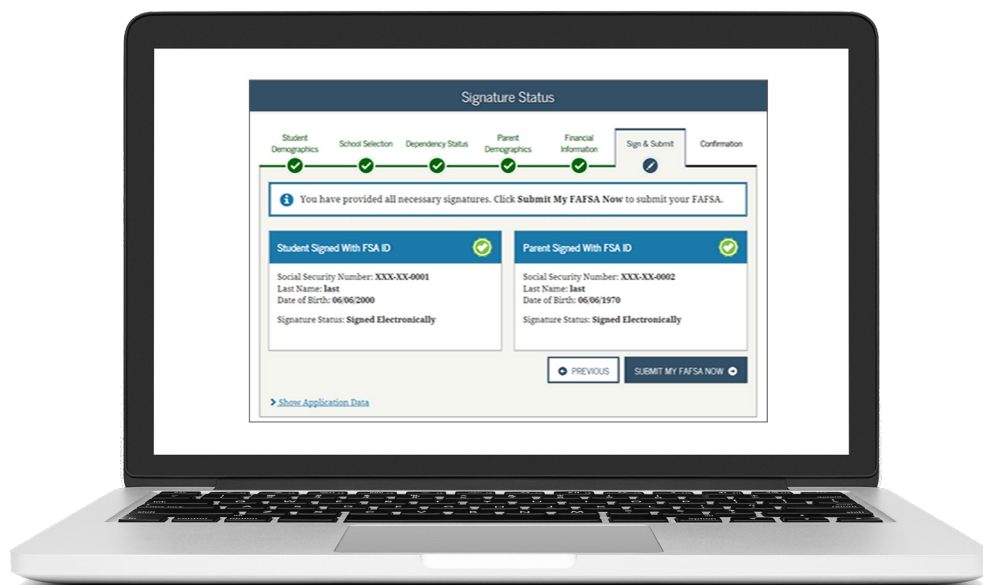 Signature Status
Student Demographics
School Selection
Dependency Status
Parent Demographics
Financial Information
Sign & Submit
Confirmation
You have provided all necessary signatures. Click Submit My FAFSA Now to submit your FAFSA.
Student Signed With FSA ID
Social Security Number: XXX-XX-0001
Last Name: last
Date of Birth: 06/06/2000
Signature Status: Signed Electronically
Parent Signed With FSA ID
Social Security Number: XXX-XX-0002
Last Name: last
Date of Birth: 06/06/1970
Signature Status: Signed Electronically
PREVIOUS
SUBMIT MY FAFSA NOW
Show Application Data